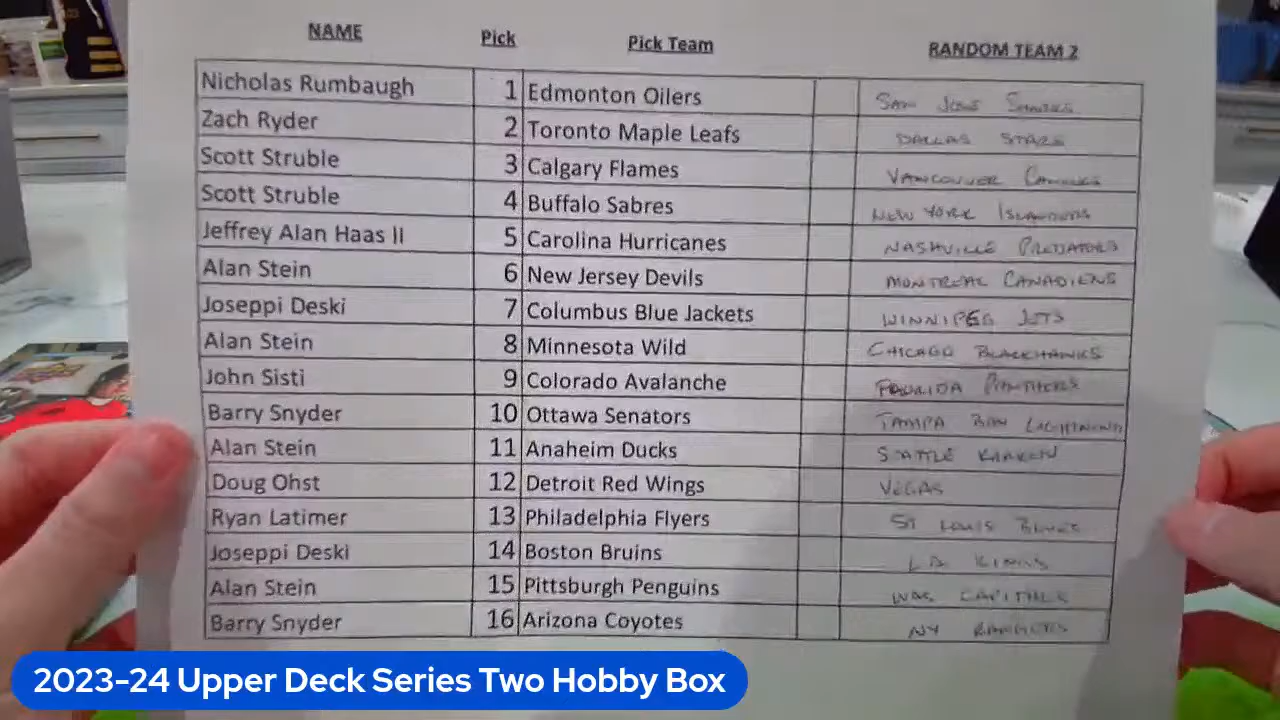 NAME Pick Pick Team RANDOM TEAM 2
Nicholas Rumbaugh 1 Edmonton Oilers SAN JOSE SHARKS
Zach Ryder 2 Toronto Maple Leafs DALLAS STARS
Scott Struble 3 Calgary Flames VANCOUVER CANUCKS
Scott Struble 4 Buffalo Sabres NEW YORK ISLANDERS
Jeffrey Alan Haas II 5 Carolina Hurricanes NASHVILLE PREDATORS
Alan Stein 6 New Jersey Devils MONTREAL CANADIENS
Joseppi Deski 7 Columbus Blue Jackets WINNIPEG JETS
Alan Stein 8 Minnesota Wild CHICAGO BLACKHAWKS
John Sisti 9 Colorado Avalanche FLORIDA PANTHERS
Barry Snyder 10 Ottawa Senators TAMPA BAY LIGHTNING
Alan Stein 11 Anaheim Ducks SEATTLE KRAKEN
Doug Ohst 12 Detroit Red Wings VEGAS
Ryan Latimer 13 Philadelphia Flyers ST LOUIS BLUES
Joseppi Deski 14 Boston Bruins LA KINGS
Alan Stein 15 Pittsburgh Penguins WAS CAPITALS
Barry Snyder 16 Arizona Coyotes NY RANGERS
2023-24 Upper Deck Series Two Hobby Box